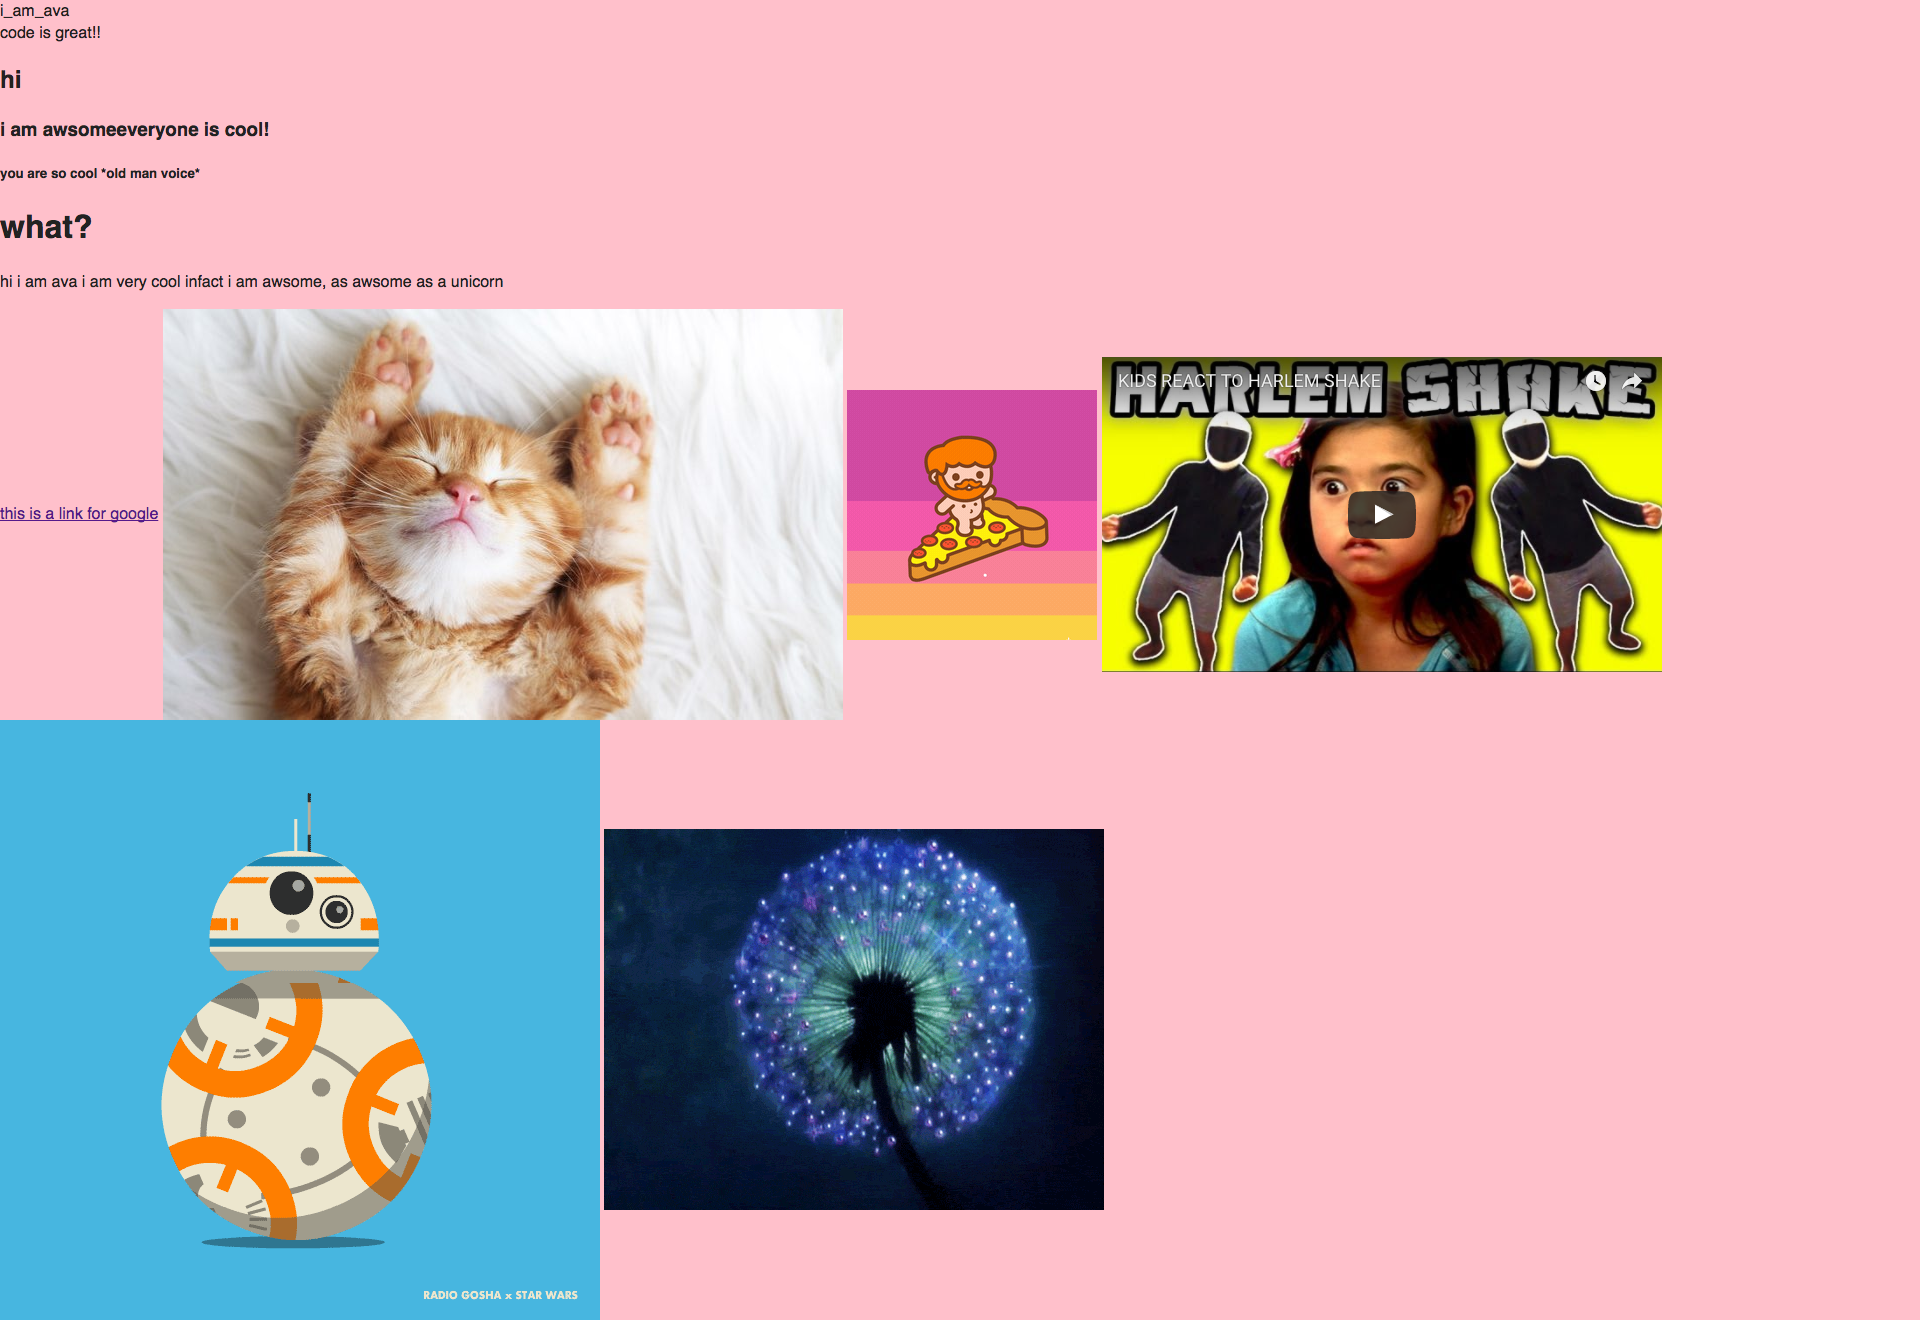 i_am_ava
code is great!!
hi
i am awsomeeveryone is cool!
you are so cool *old man voice*
what?
hi i am ava i am very cool infact i am awsome, as awsome as a unicorn
this is a link for google
KIDS REACT TO HARLEM SHAKE
HARLEM SHAKE
RADIO GOSHA x STAR WARS